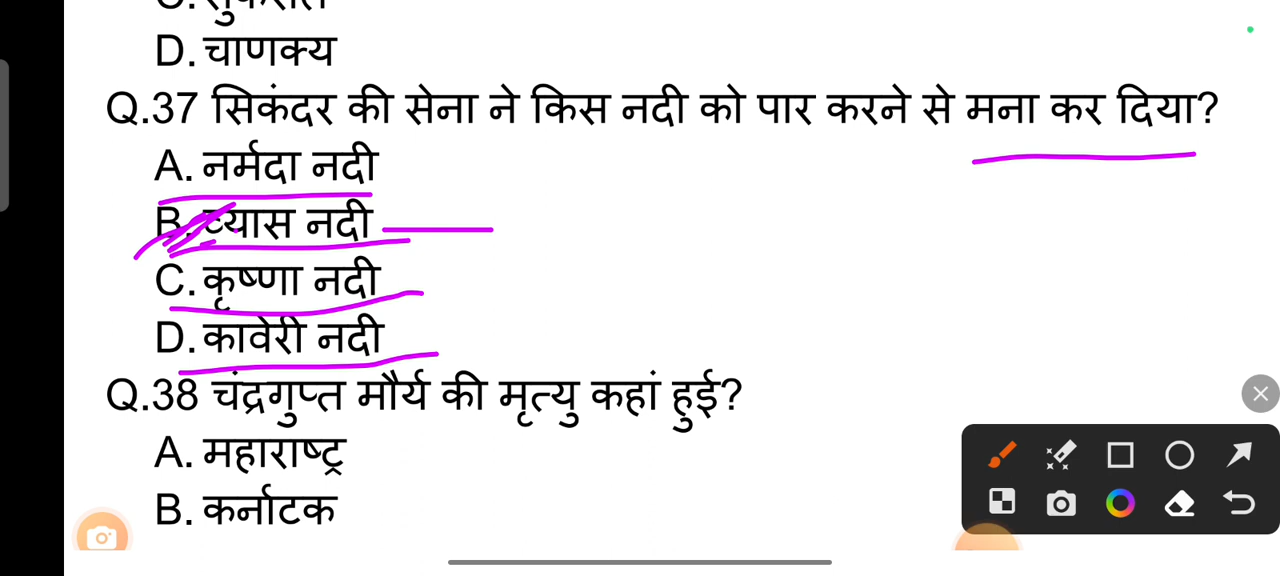 C. सुकरात
D. चाणक्य
Q.37 सिकंदर की सेना ने किस नदी को पार करने से मना कर दिया?
A. नर्मदा नदी
B. व्यास नदी
C. कृष्णा नदी
D. कावेरी नदी
Q.38 चंद्रगुप्त मौर्य की मृत्यु कहां हुई?
A. महाराष्ट्र
B. कर्नाटक